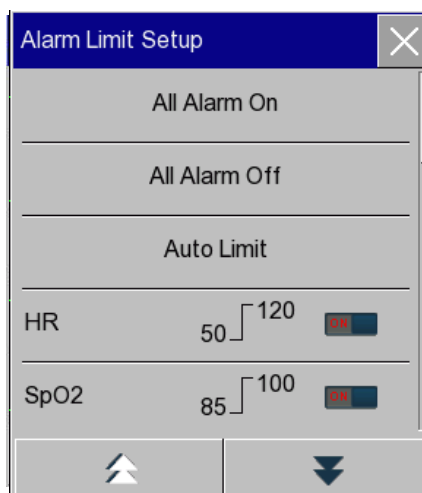 Alarm Limit Setup
All Alarm On
All Alarm Off
Auto Limit
HR 50 120 ON
SpO2 85 100 ON